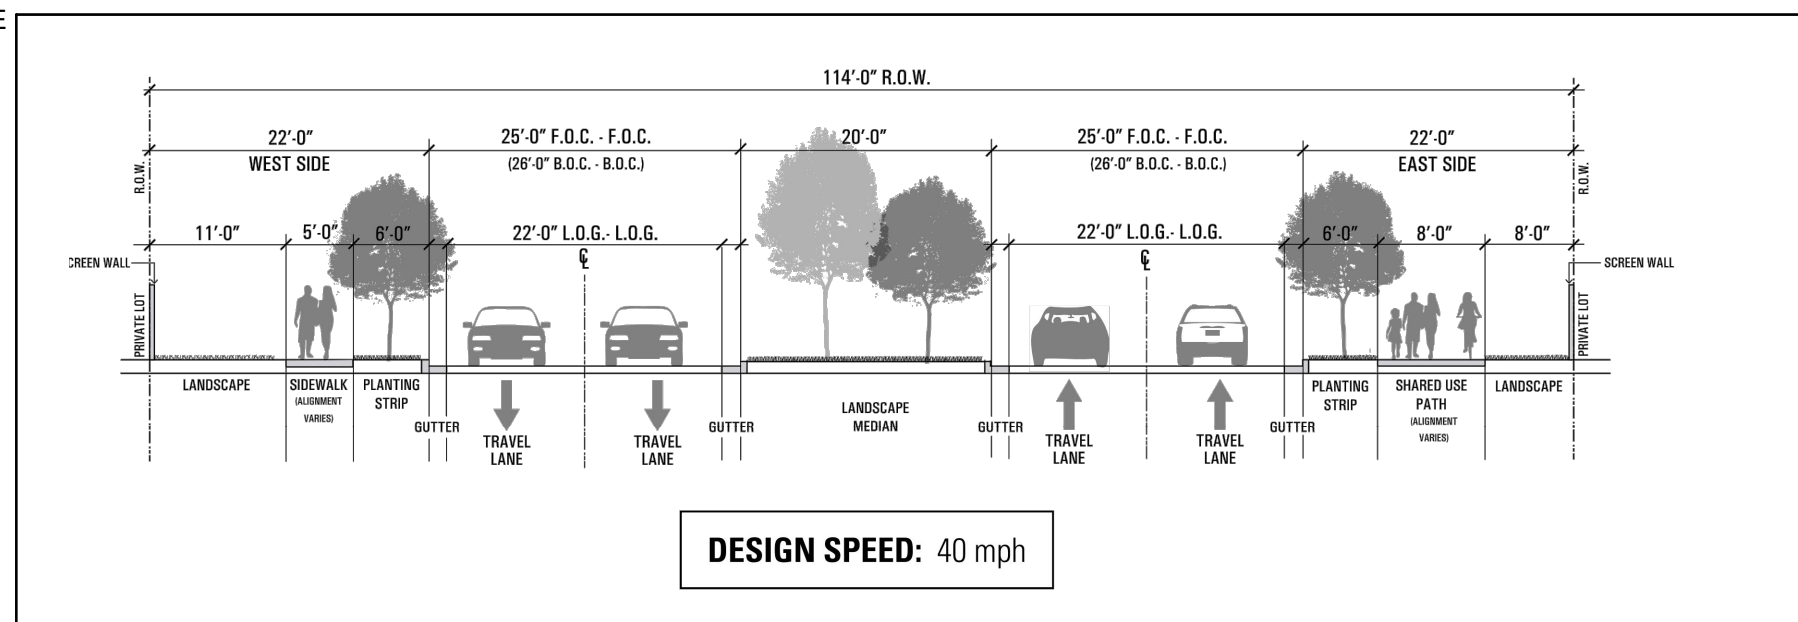 E
114'-0" R.O.W.
22'-0"
25'-0" F.O.C. - F.O.C.
20'-0"
25'-0" F.O.C. - F.O.C.
22'-0"
WEST SIDE
(26'-0" B.O.C. - B.O.C.)
(26'-0" B.O.C. - B.O.C.)
EAST SIDE
R.O.W.
R.O.W.
11'-0"
5'-0"
6'-0"
22'-0" L.O.G.- L.O.G.
22'-0" L.O.G.- L.O.G.
6'-0"
8'-0"
8'-0"
CL
CL
CREEN WALL
SCREEN WALL
PRIVATE LOT
PRIVATE LOT
LANDSCAPE
SIDEWALK
(ALIGNMENT
VARIES)
PLANTING
STRIP
GUTTER
TRAVEL
LANE
TRAVEL
LANE
GUTTER
LANDSCAPE
MEDIAN
GUTTER
TRAVEL
LANE
TRAVEL
LANE
GUTTER
PLANTING
STRIP
SHARED USE
PATH
(ALIGNMENT
VARIES)
LANDSCAPE
DESIGN SPEED: 40 mph